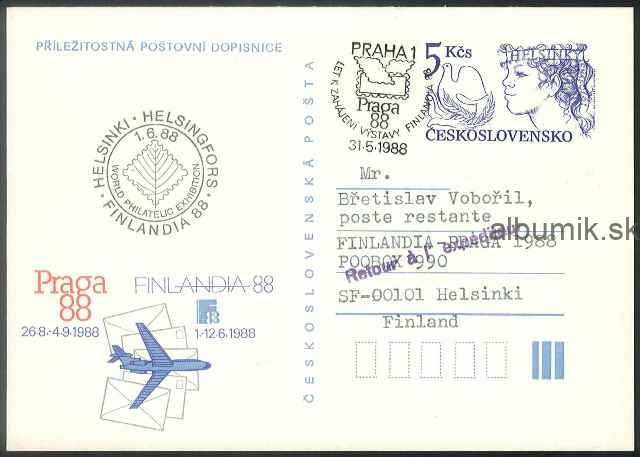 PŘÍLEŽITOSTNÁ POŠTOVNÍ DOPISNICE
PRAHA 1
LET K ZAHÁJENÍ VÝSTAVY FINLANDIA 88
Praga
88
31.5.1988
5 Kčs
HELSINKI
ČESKOSLOVENSKO
HELSINKI · HELSINGFORS
1.6.88
WORLD PHILATELIC EXHIBITION
· FINLANDIA 88 ·
ČESKOSLOVENSKÁ POŠTA
Mr.
Břetislav Vobořil,
poste restante
FINLANDIA-PRAGA 1988
POOBOX 990
SF-00101 Helsinki
Finland
Retour à l' expéditeur
albumik.sk
Praga
88
26.8.-4.9.1988
FINLANDIA 88
1.-12.6.1988